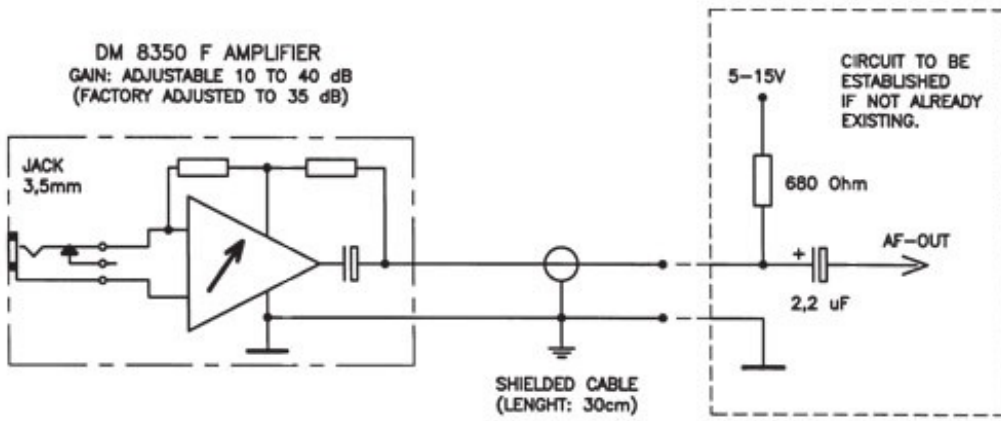 DM 8350 F AMPLIFIER
GAIN: ADJUSTABLE 10 TO 40 dB
(FACTORY ADJUSTED TO 35 dB)
JACK
3,5mm
SHIELDED CABLE
(LENGHT: 30cm)
5-15V
CIRCUIT TO BE
ESTABLISHED
IF NOT ALREADY
EXISTING.
680 Ohm
AF-OUT
+
2,2 uF